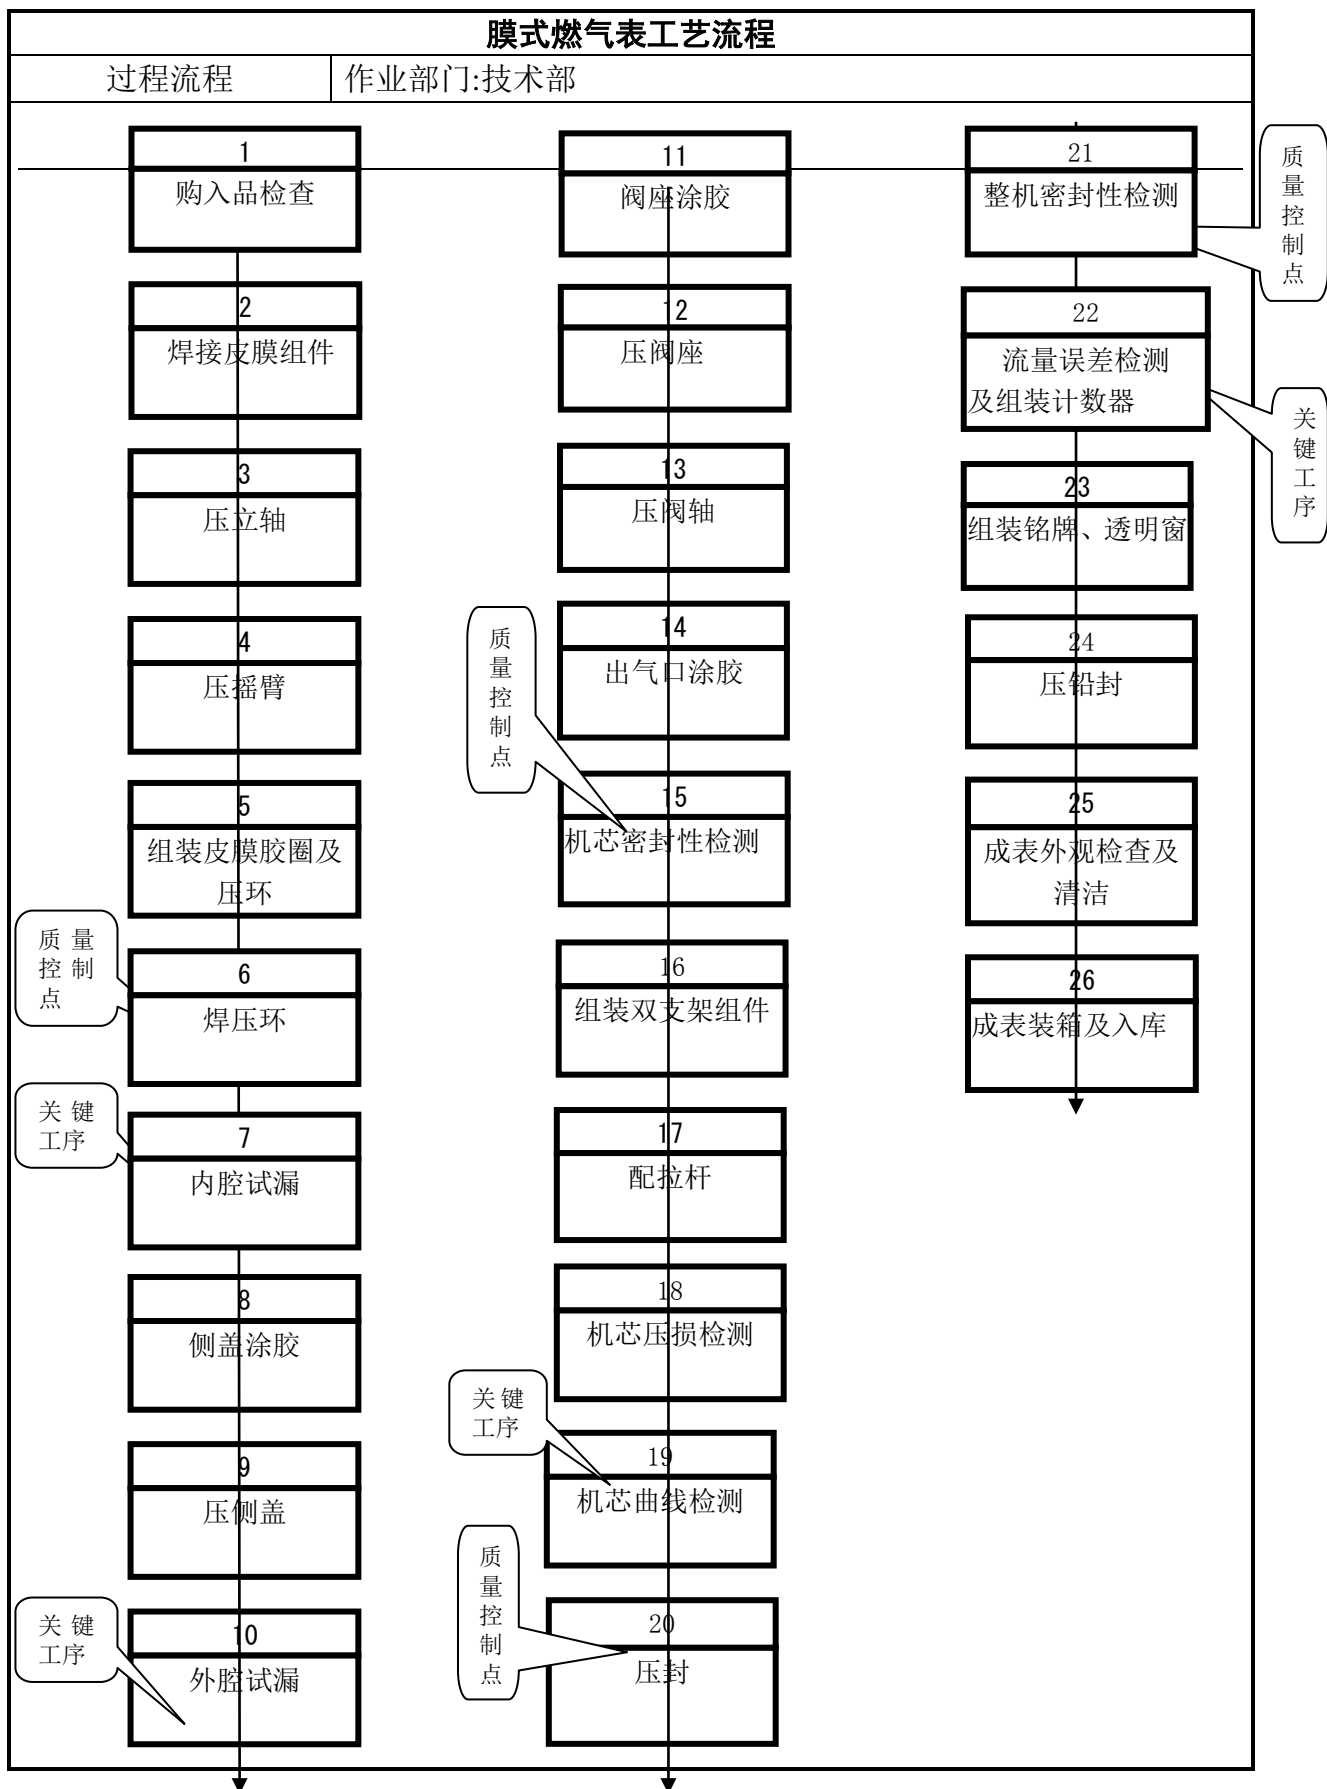 膜式燃气表工艺流程
过程流程
作业部门:技术部
1
购入品检查
2
焊接皮膜组件
3
压立轴
4
压摇臂
5
组装皮膜胶圈及
压环
质量
控制
点
6
焊压环
关键
工序
7
内腔试漏
8
侧盖涂胶
9
压侧盖
关键
工序
10
外腔试漏
11
阀座涂胶
12
压阀座
13
压阀轴
14
出气口涂胶
质
量
控
制
点
15
机芯密封性检测
16
组装双支架组件
17
配拉杆
18
机芯压损检测
关键
工序
19
机芯曲线检测
质
量
控
制
点
20
压封
21
整机密封性检测
质
量
控
制
点
22
流量误差检测
及组装计数器
关
键
工
序
23
组装铭牌、透明窗
24
压铅封
25
成表外观检查及
清洁
26
成表装箱及入库